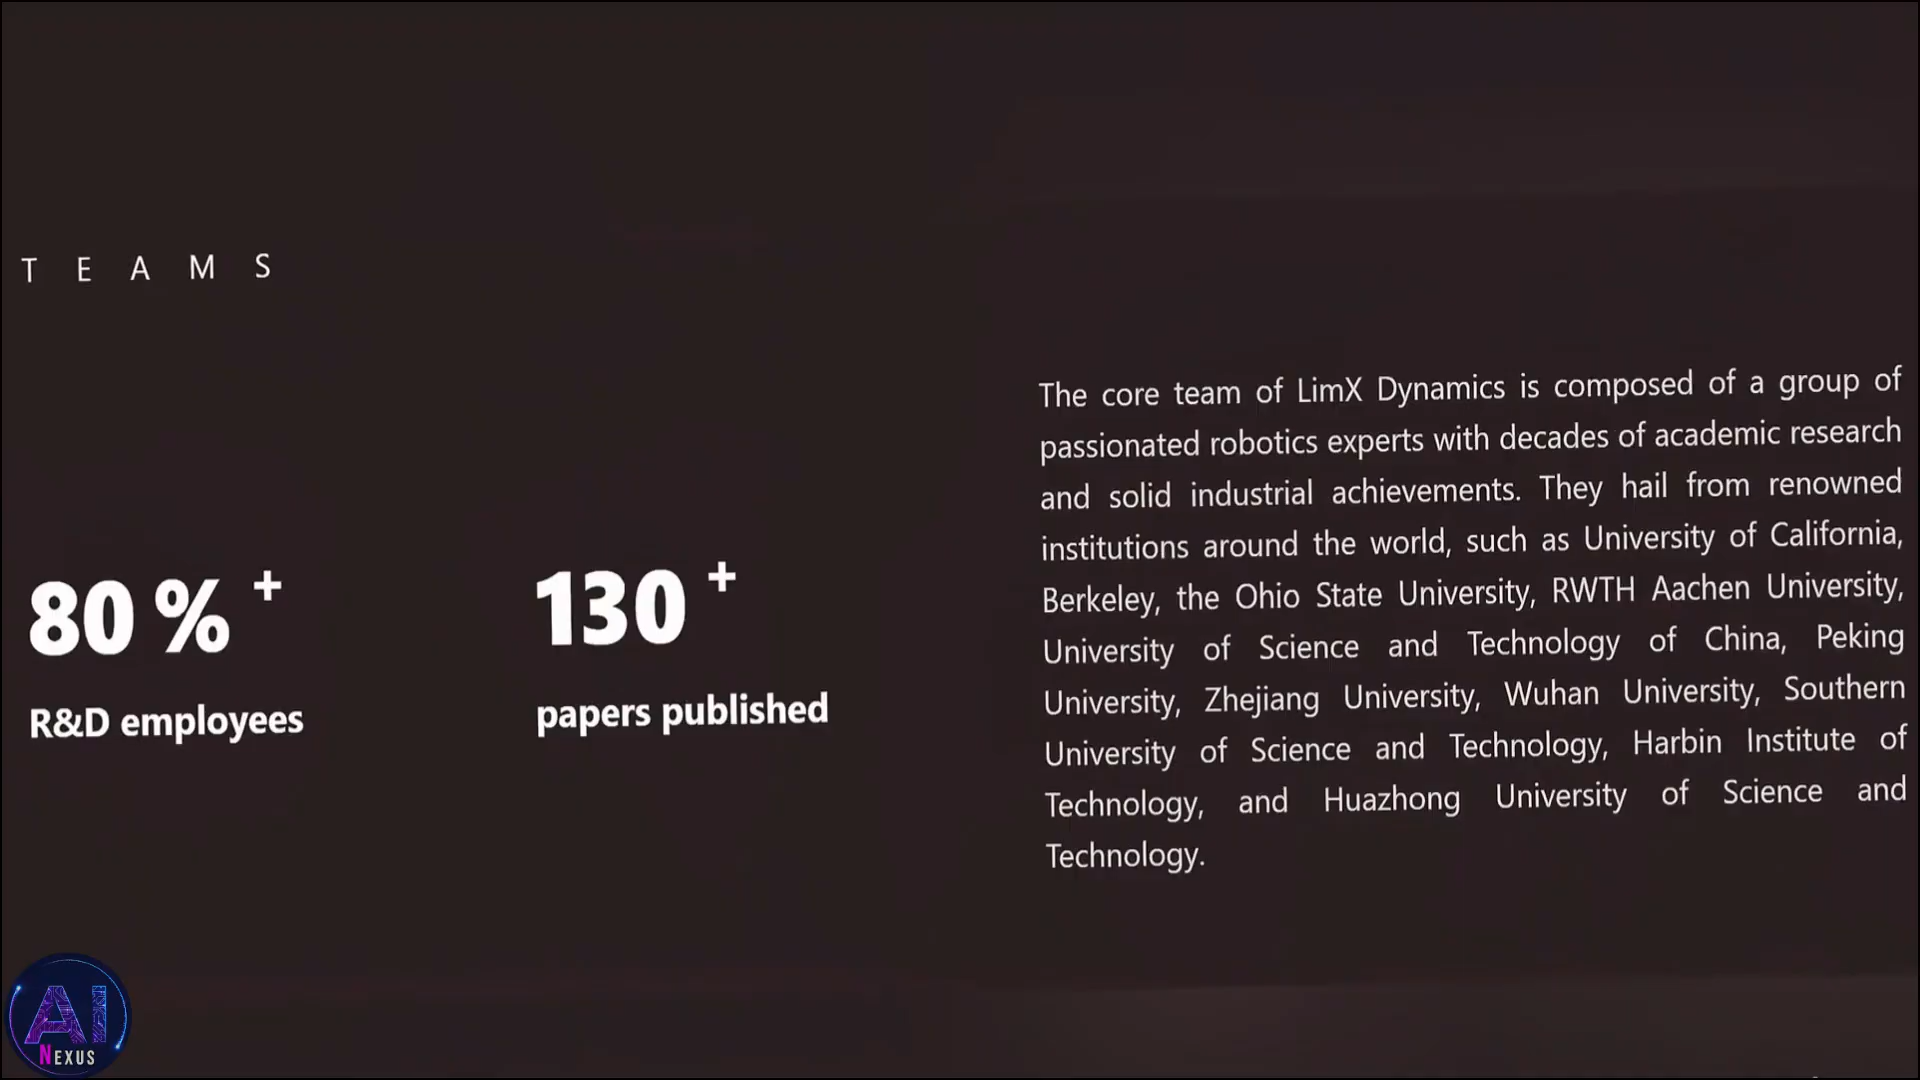 TEAMS
80%+
R&D employees
130+
papers published
The core team of LimX Dynamics is composed of a group of
passionated robotics experts with decades of academic research
and solid industrial achievements. They hail from renowned
institutions around the world, such as University of California,
Berkeley, the Ohio State University, RWTH Aachen University,
University of Science and Technology of China, Peking
University, Zhejiang University, Wuhan University, Southern
University of Science and Technology, Harbin Institute of
Technology, and Huazhong University of Science and
Technology.
AI
NEXUS